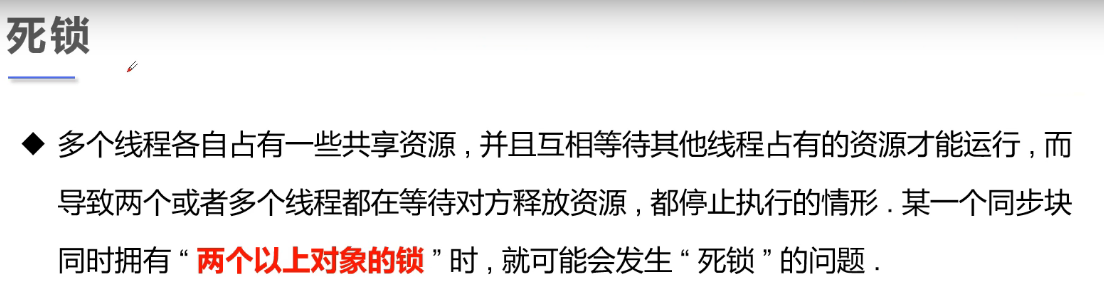 死锁
◆ 多个线程各自占有一些共享资源 , 并且互相等待其他线程占有的资源才能运行 , 而
导致两个或者多个线程都在等待对方释放资源 , 都停止执行的情形 . 某一个同步块
同时拥有 “ 两个以上对象的锁 ” 时 , 就可能会发生 “ 死锁 ” 的问题 .